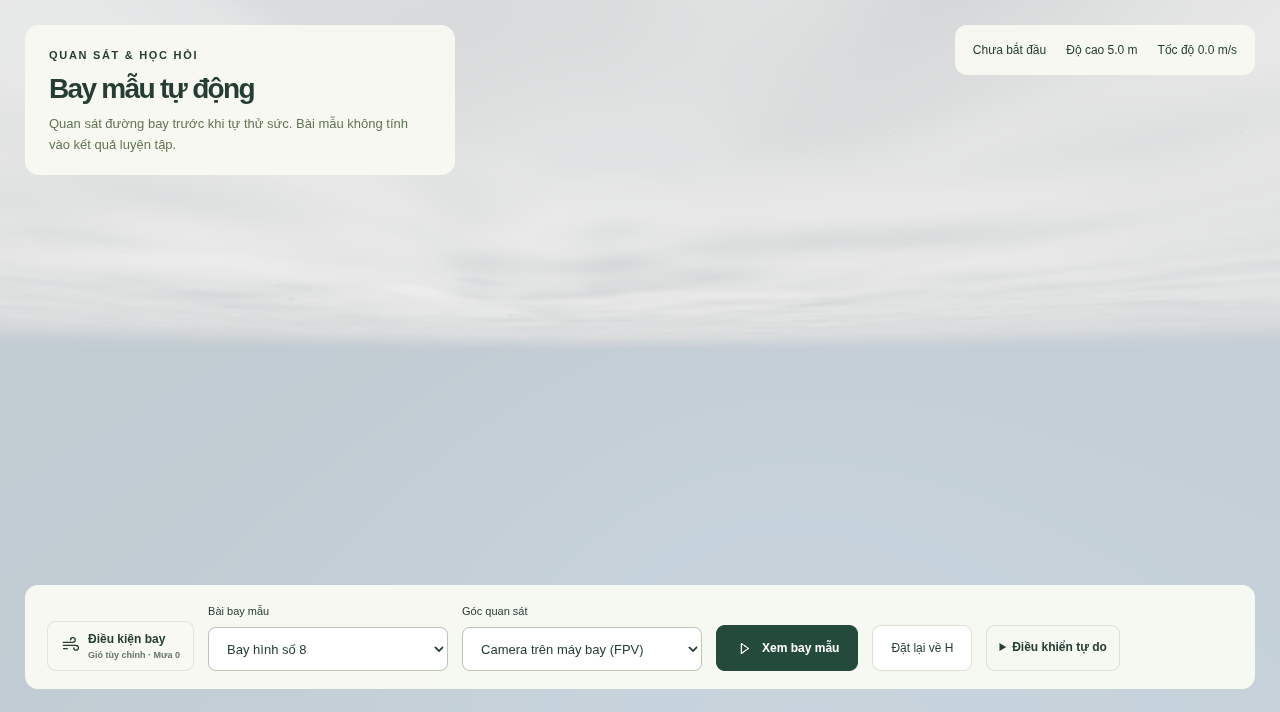 QUAN SÁT & HỌC HỎI
Bay mẫu tự động
Quan sát đường bay trước khi tự thử sức. Bài mẫu không tính
vào kết quả luyện tập.
Chưa bắt đầu
Độ cao 5.0 m
Tốc độ 0.0 m/s
Điều kiện bay
Gió tùy chỉnh · Mưa 0
Bài bay mẫu
Bay hình số 8
Góc quan sát
Camera trên máy bay (FPV)
Xem bay mẫu
Đặt lại về H
Điều khiển tự do